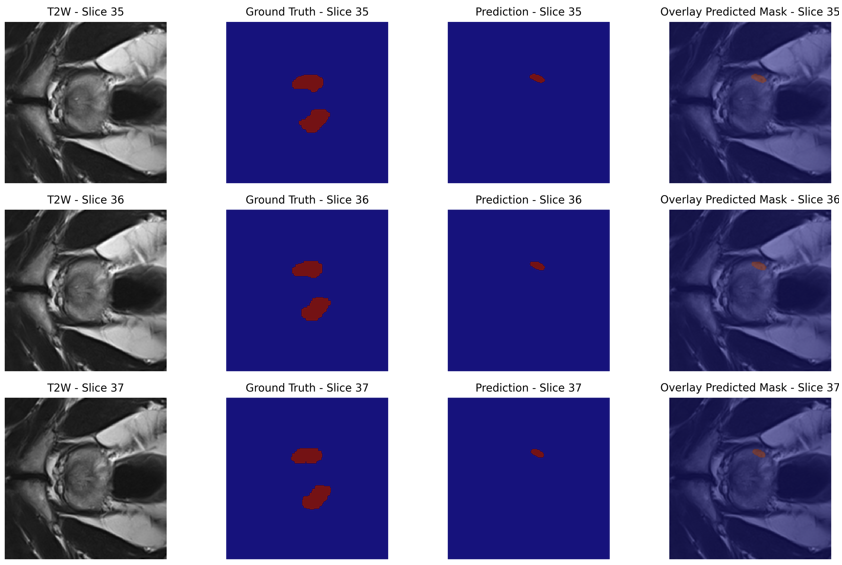 T2W - Slice 35
Ground Truth - Slice 35
Prediction - Slice 35
Overlay Predicted Mask - Slice 35
T2W - Slice 36
Ground Truth - Slice 36
Prediction - Slice 36
Overlay Predicted Mask - Slice 36
T2W - Slice 37
Ground Truth - Slice 37
Prediction - Slice 37
Overlay Predicted Mask - Slice 37